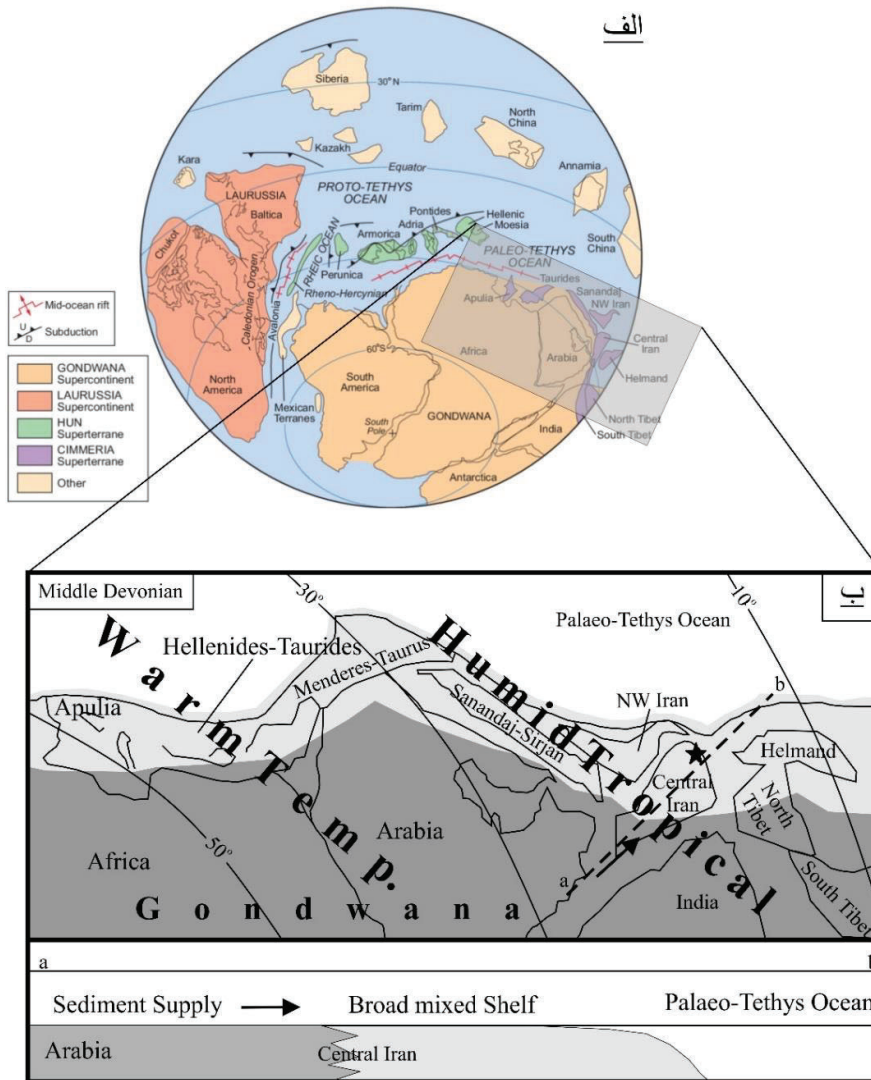 الف
Siberia
30° N
Tarim
North
China
Kazakh
Kara
Equator
Annamia
LAURUSSIA
Baltica
PROTO-TETHYS
OCEAN
South
China
Chukot
Caledonian Orogen
RHEIC OCEAN
Pontides
Adria
Armorica
Hellenic
Moesia
PALEO-TETHYS
OCEAN
Perunica
Rheno-Hercynian
Avalonia
Apulia
Taurides
Sanandaj
NW Iran
Central
Iran
Africa
Arabia
Helmand
60°S
North
America
South
America
Mexican
Terranes
South
Pole
GONDWANA
India
North Tibet
South Tibet
Antarctica
Mid-ocean rift
U
D
Subduction
GONDWANA
Supercontinent
LAURUSSIA
Supercontinent
HUN
Superterrane
CIMMERIA
Superterrane
Other
Middle Devonian
ب
30°
10°
Palaeo-Tethys Ocean
Warm Temp.
Humid Tropical
Hellenides-Taurides
Menderes-Taurus
Apulia
Sanandaj-Sirjan
NW Iran
b
Helmand
Central
Iran
North
Tibet
Africa
50°
Arabia
a
India
South Tibet
Gondwana
a
b
Sediment Supply
Broad mixed Shelf
Palaeo-Tethys Ocean
Arabia
Central Iran